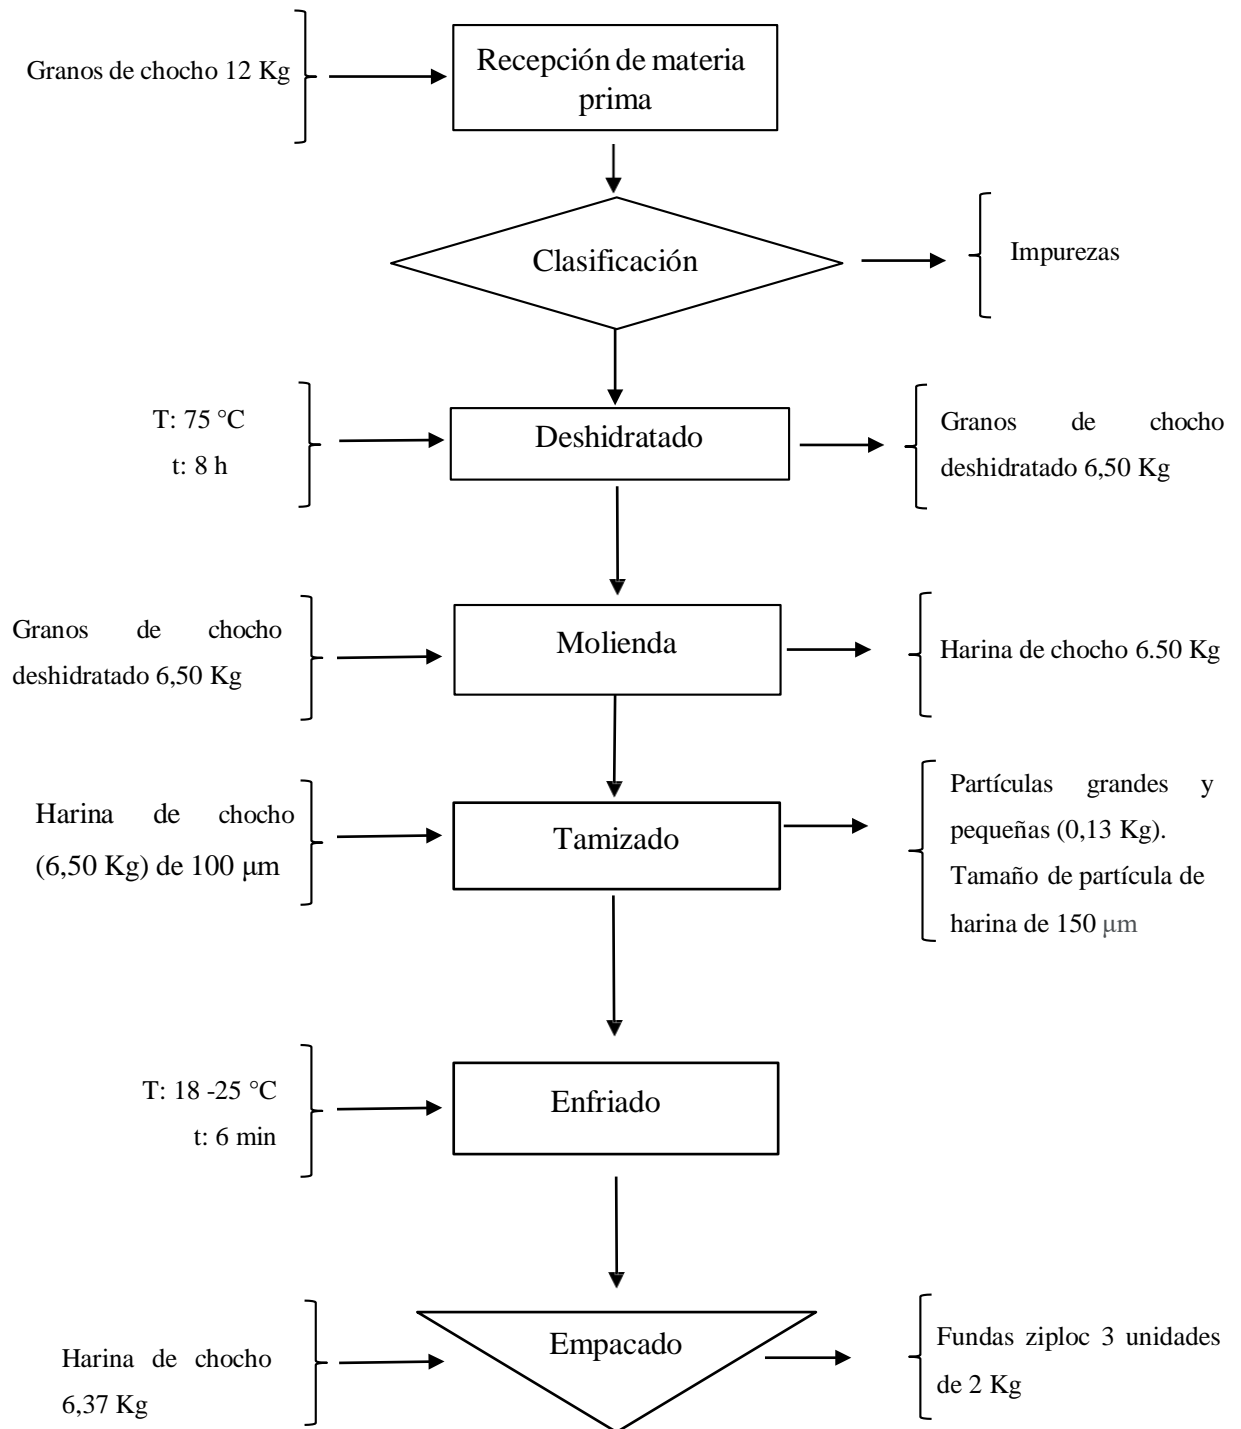 Granos de chocho 12 Kg
Recepción de materia
prima
Clasificación
Impurezas
T: 75 °C
t: 8 h
Deshidratado
Granos de chocho
deshidratado 6,50 Kg
Granos de chocho
deshidratado 6,50 Kg
Molienda
Harina de chocho 6.50 Kg
Harina de chocho
(6,50 Kg) de 100 μm
Tamizado
Partículas grandes y
pequeñas (0,13 Kg).
Tamaño de partícula de
harina de 150 μm
T: 18 -25 °C
t: 6 min
Enfriado
Harina de chocho
6,37 Kg
Empacado
Fundas ziploc 3 unidades
de 2 Kg